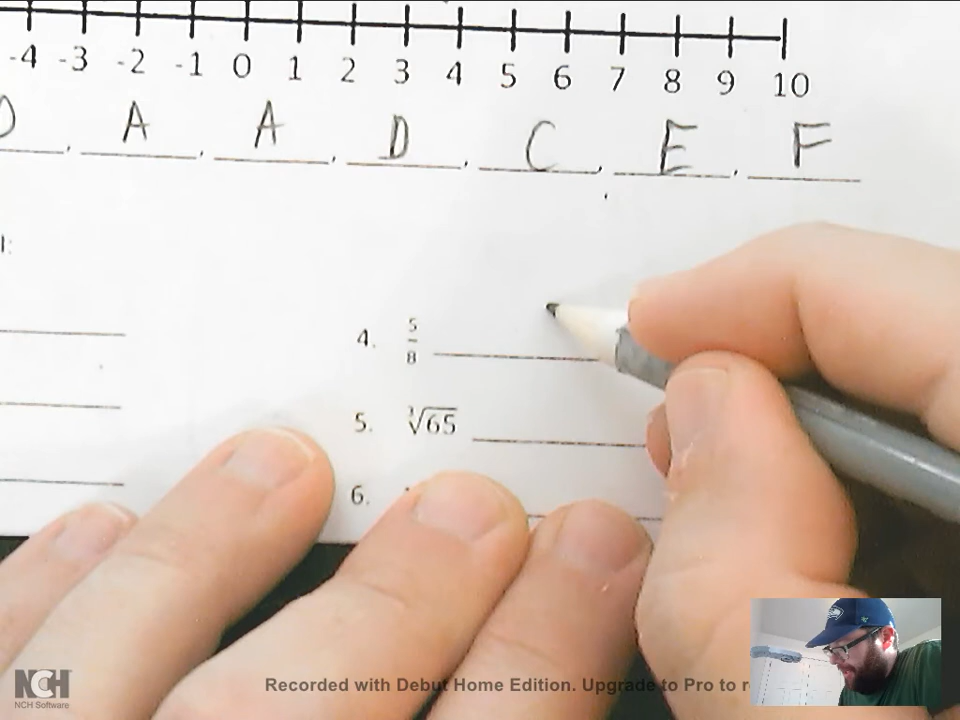 -4 -3 -2 -1 0 1 2 3 4 5 6 7 8 9 10
D, A, A, D, C, E, F
4. 5/8
5. ∛65
6.
NCH
NCH Software
Recorded with Debut Home Edition. Upgrade to Pro to r